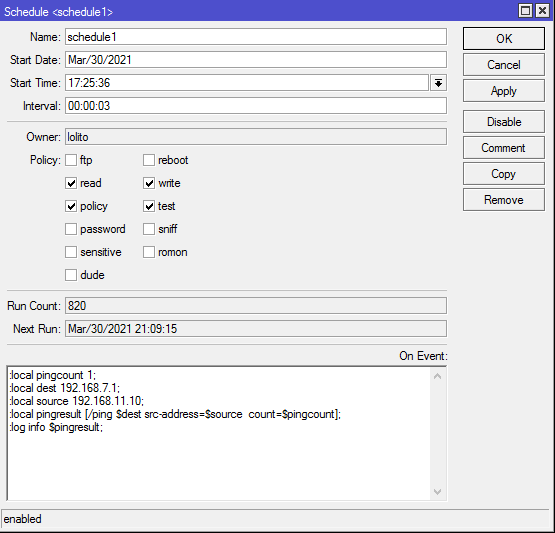 Schedule <schedule1>
Name: schedule1
OK
Start Date: Mar/30/2021
Cancel
Start Time: 17:25:36
Apply
Interval: 00:00:03
Disable
Owner: lolito
Comment
Policy: ftp reboot
Copy
read write
Remove
policy test
password sniff
sensitive romon
dude
Run Count: 820
Next Run: Mar/30/2021 21:09:15
On Event:
:local pingcount 1;
:local dest 192.168.7.1;
:local source 192.168.11.10;
:local pingresult [/ping $dest src-address=$source  count=$pingcount];
:log info $pingresult;
enabled